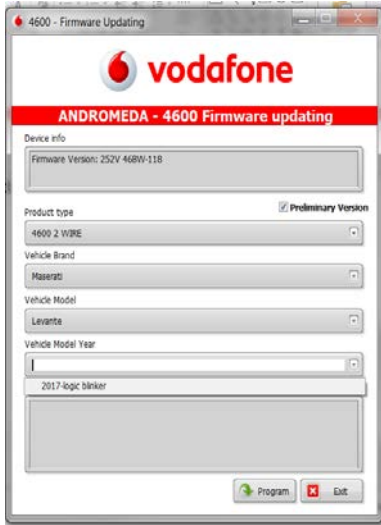 4600 - Firmware Updating
vodafone
ANDROMEDA - 4600 Firmware updating
Device info
Firmware Version: 252V 468W-118
Product type
Preliminary Version
4600 2 WIRE
Vehicle Brand
Maserati
Vehicle Model
Levante
Vehicle Model Year
2017-logic blinker
Program
Exit